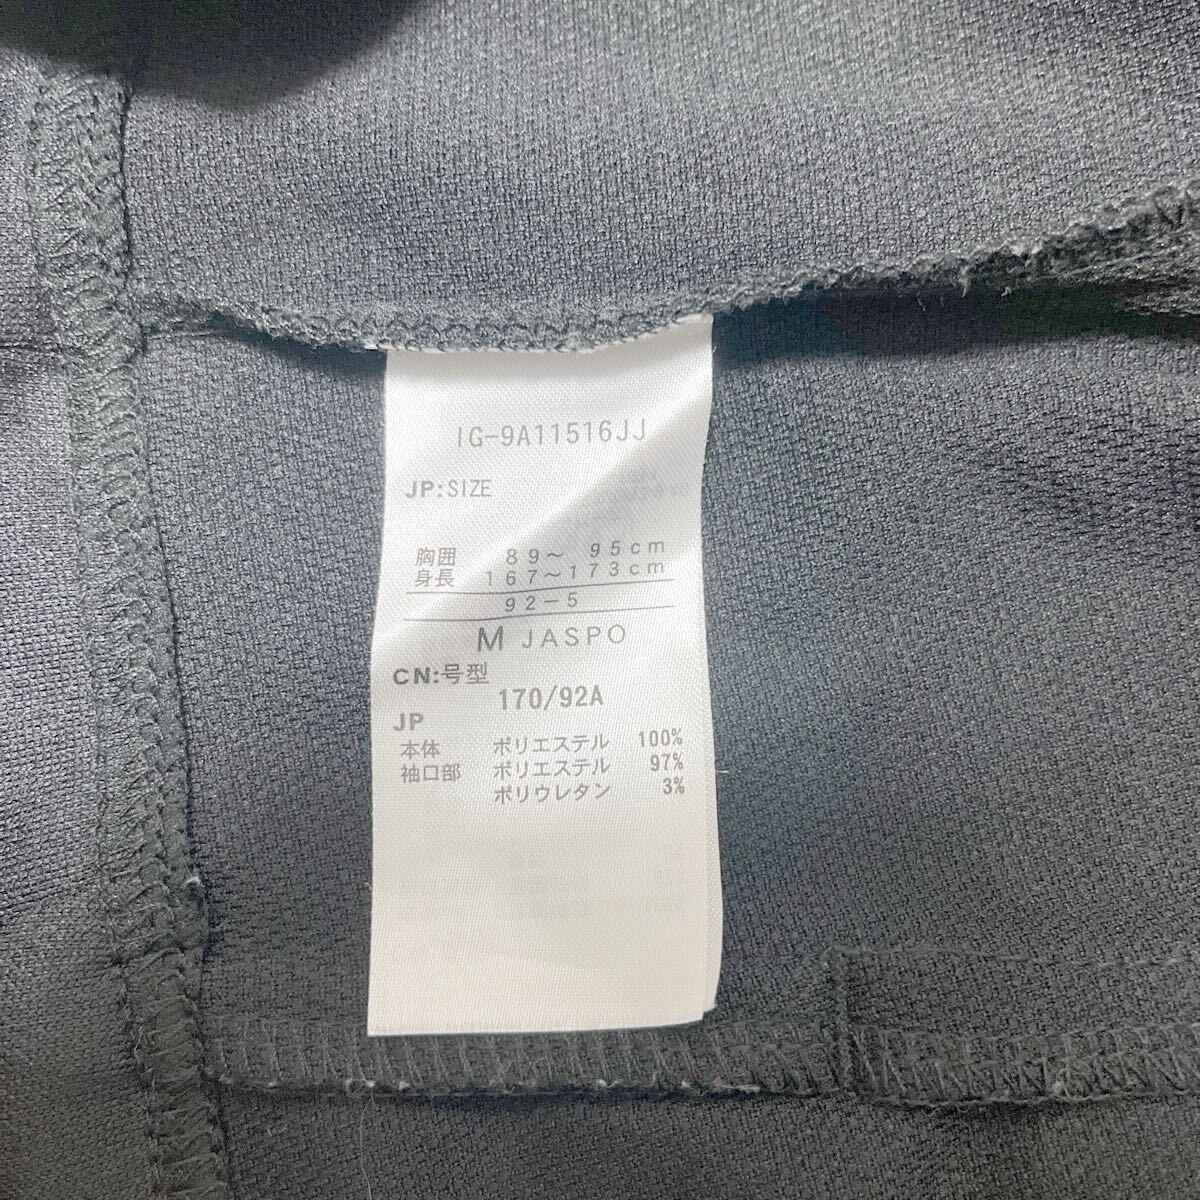 IG-9A11516JJ
JP:SIZE
胸囲 89～ 95cm
身長 167～173cm
92-5
M JASPO
CN:号型
170/92A
JP
本体 ポリエステル 100%
袖口部 ポリエステル 97%
ポリウレタン 3%